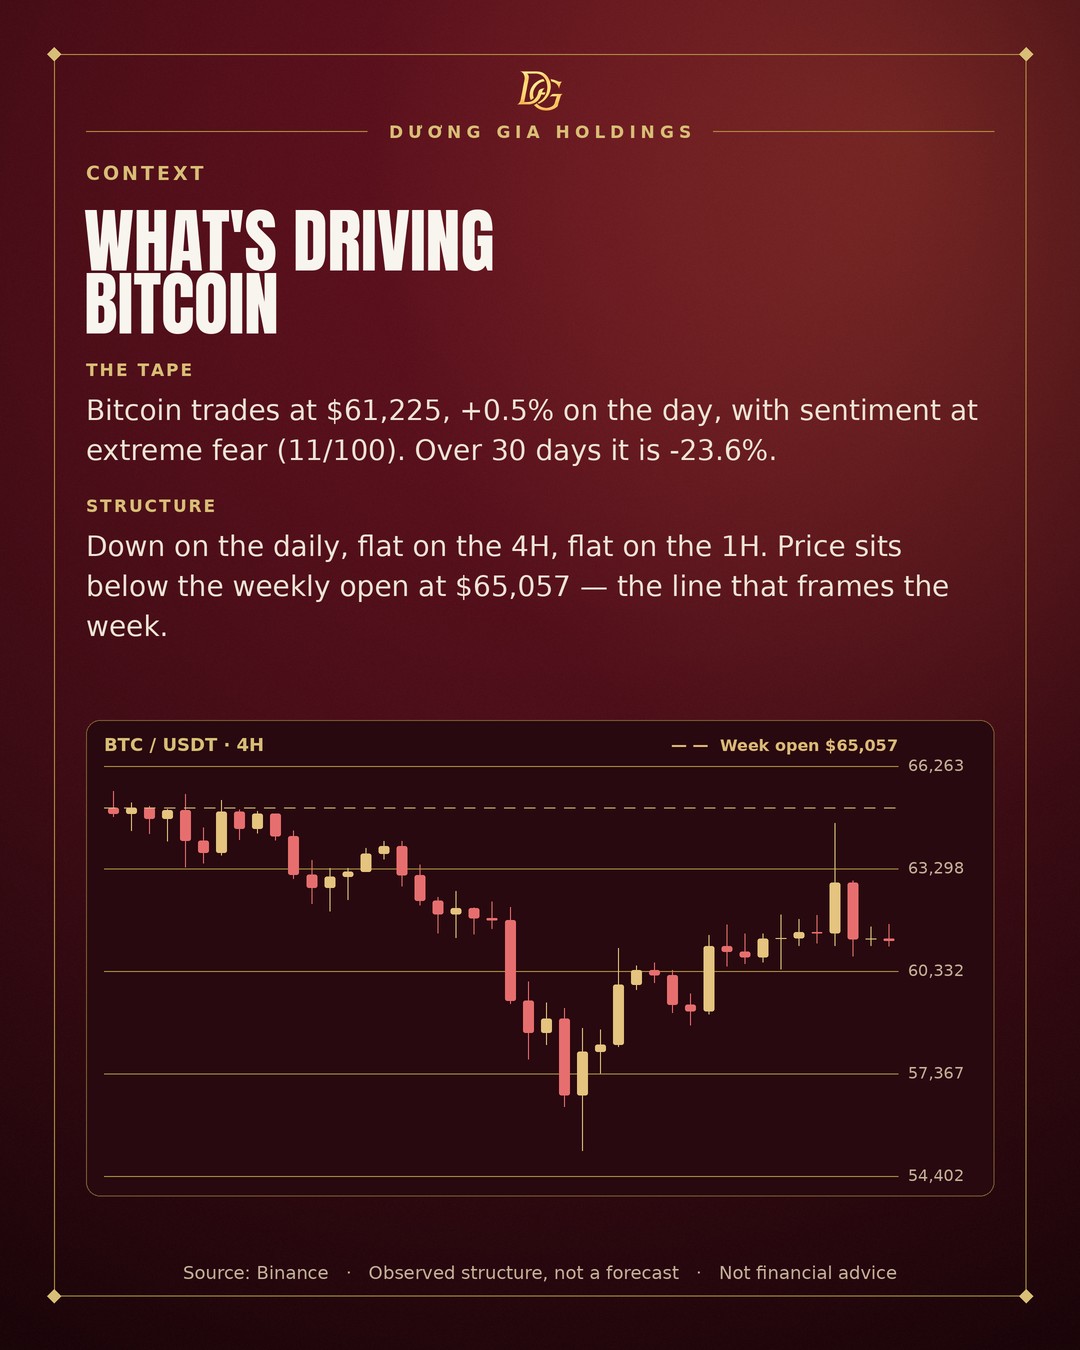 DG
DƯƠNG GIA HOLDINGS
CONTEXT
WHAT'S DRIVING
BITCOIN
THE TAPE
Bitcoin trades at $61,225, +0.5% on the day, with sentiment at
extreme fear (11/100). Over 30 days it is -23.6%.
STRUCTURE
Down on the daily, flat on the 4H, flat on the 1H. Price sits
below the weekly open at $65,057 — the line that frames the
week.
BTC / USDT · 4H
— — Week open $65,057
66,263
63,298
60,332
57,367
54,402
Source: Binance · Observed structure, not a forecast · Not financial advice